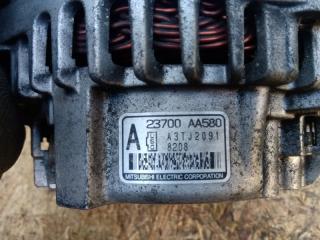 A
23700 AA580
A3TJ2091
8208
MITSUBISHI ELECTRIC CORPORATION